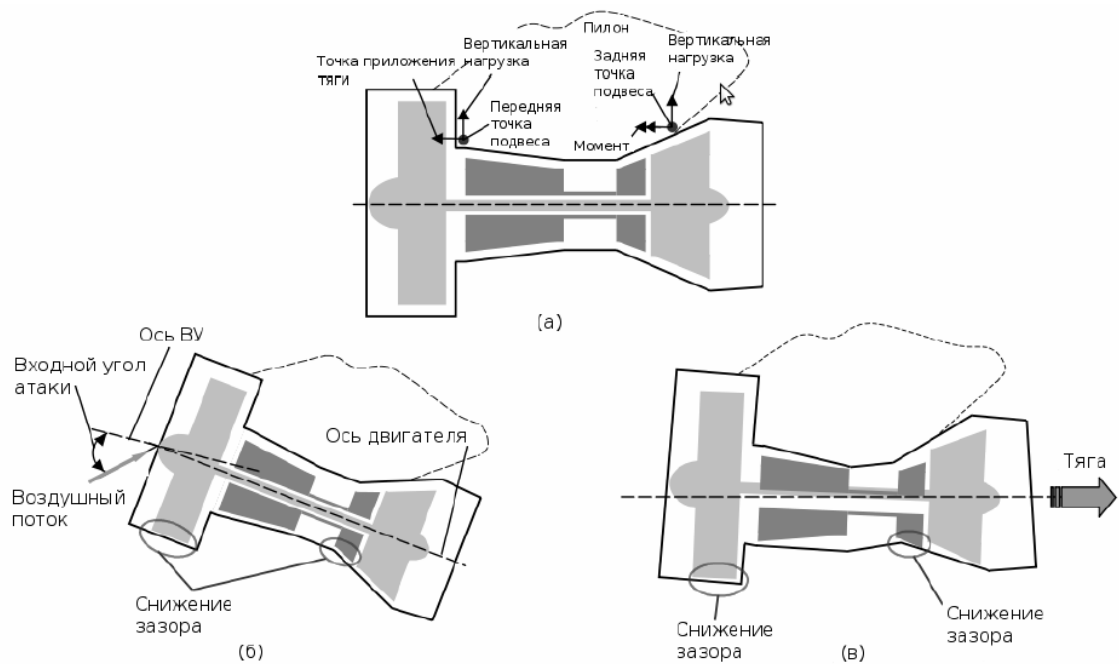 Пилон
Вертикальная
нагрузка
Задняя
точка
подвеса
Вертикальная
нагрузка
Точка приложения
тяги
Передняя
точка
подвеса
Момент
(а)
Ось ВУ
Входной угол
атаки
Воздушный
поток
Ось двигателя
Снижение
зазора
(б)
Тяга
Снижение
зазора
Снижение
зазора
(в)